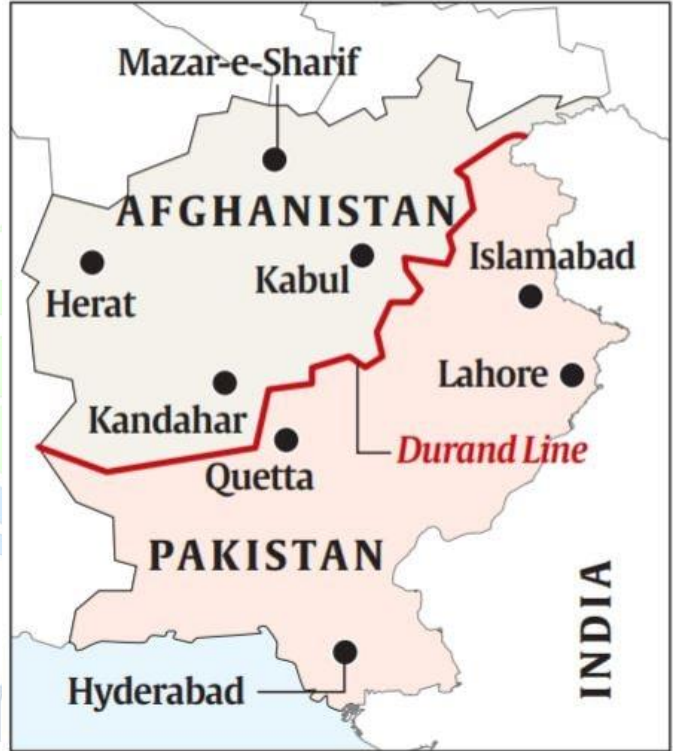 Mazar-e-Sharif
AFGHANISTAN
Islamabad
Kabul
Herat
Lahore
Kandahar
Durand Line
Quetta
PAKISTAN
INDIA
Hyderabad